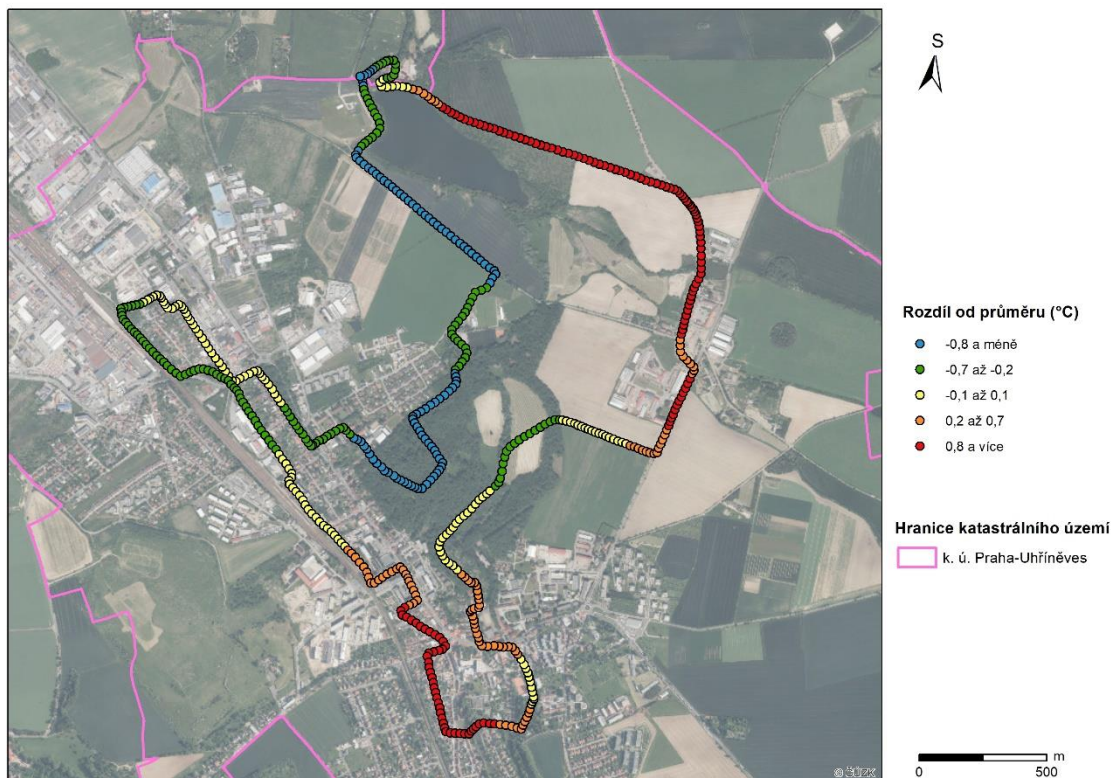 S
Rozdíl od průměru (°C)
-0,8 a méně
-0,7 až -0,2
-0,1 až 0,1
0,2 až 0,7
0,8 a více
Hranice katastrálního území
k. ú. Praha-Uhříněves
m
0 500
© ČÚZK